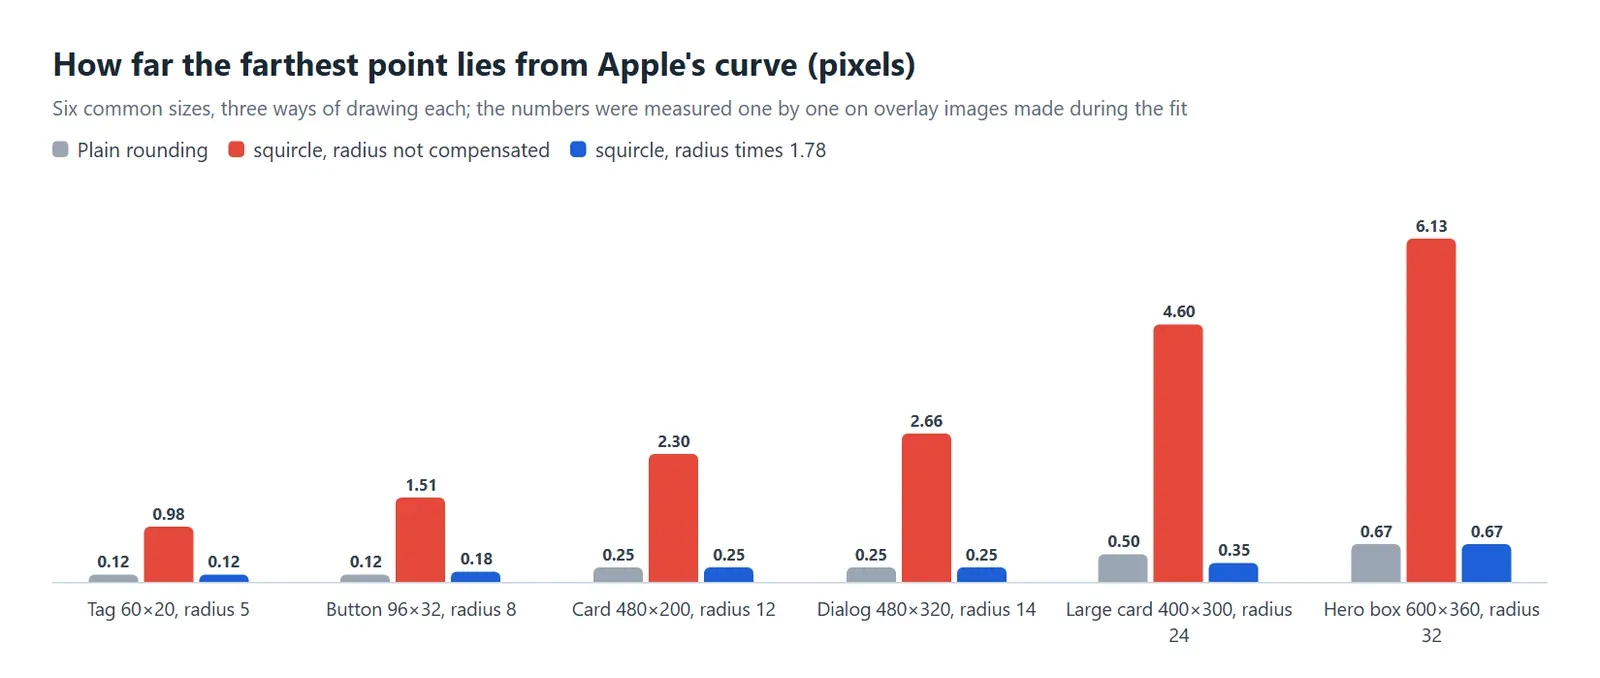 How far the farthest point lies from Apple's curve (pixels)
Six common sizes, three ways of drawing each; the numbers were measured one by one on overlay images made during the fit
Plain rounding squircle, radius not compensated squircle, radius times 1.78
0.12 0.98 0.12
0.12 1.51 0.18
0.25 2.30 0.25
0.25 2.66 0.25
0.50 4.60 0.35
0.67 6.13 0.67
Tag 60×20, radius 5
Button 96×32, radius 8
Card 480×200, radius 12
Dialog 480×320, radius 14
Large card 400×300, radius
24
Hero box 600×360, radius
32